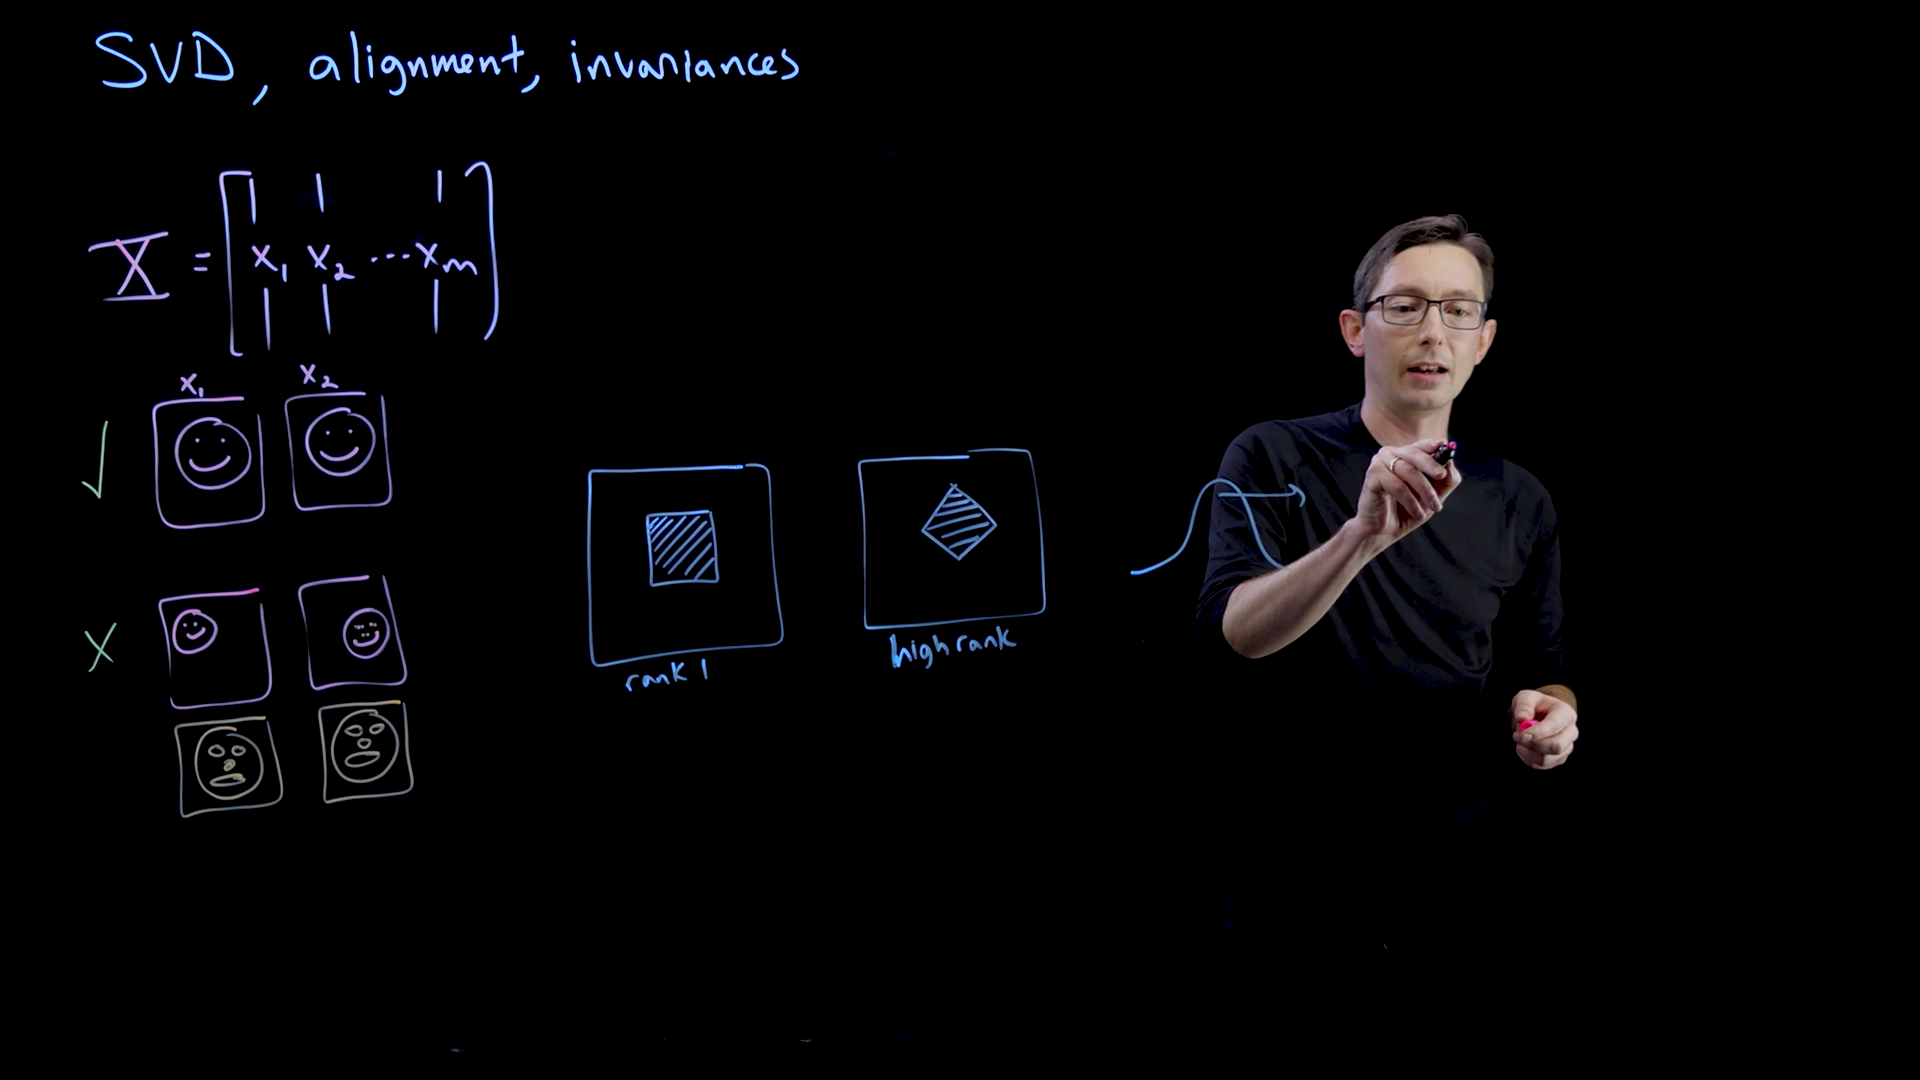 SVD, alignment, invariances
X = [x₁ x₂ ... xₘ]
x₁ x₂
✓
X
rank 1
high rank